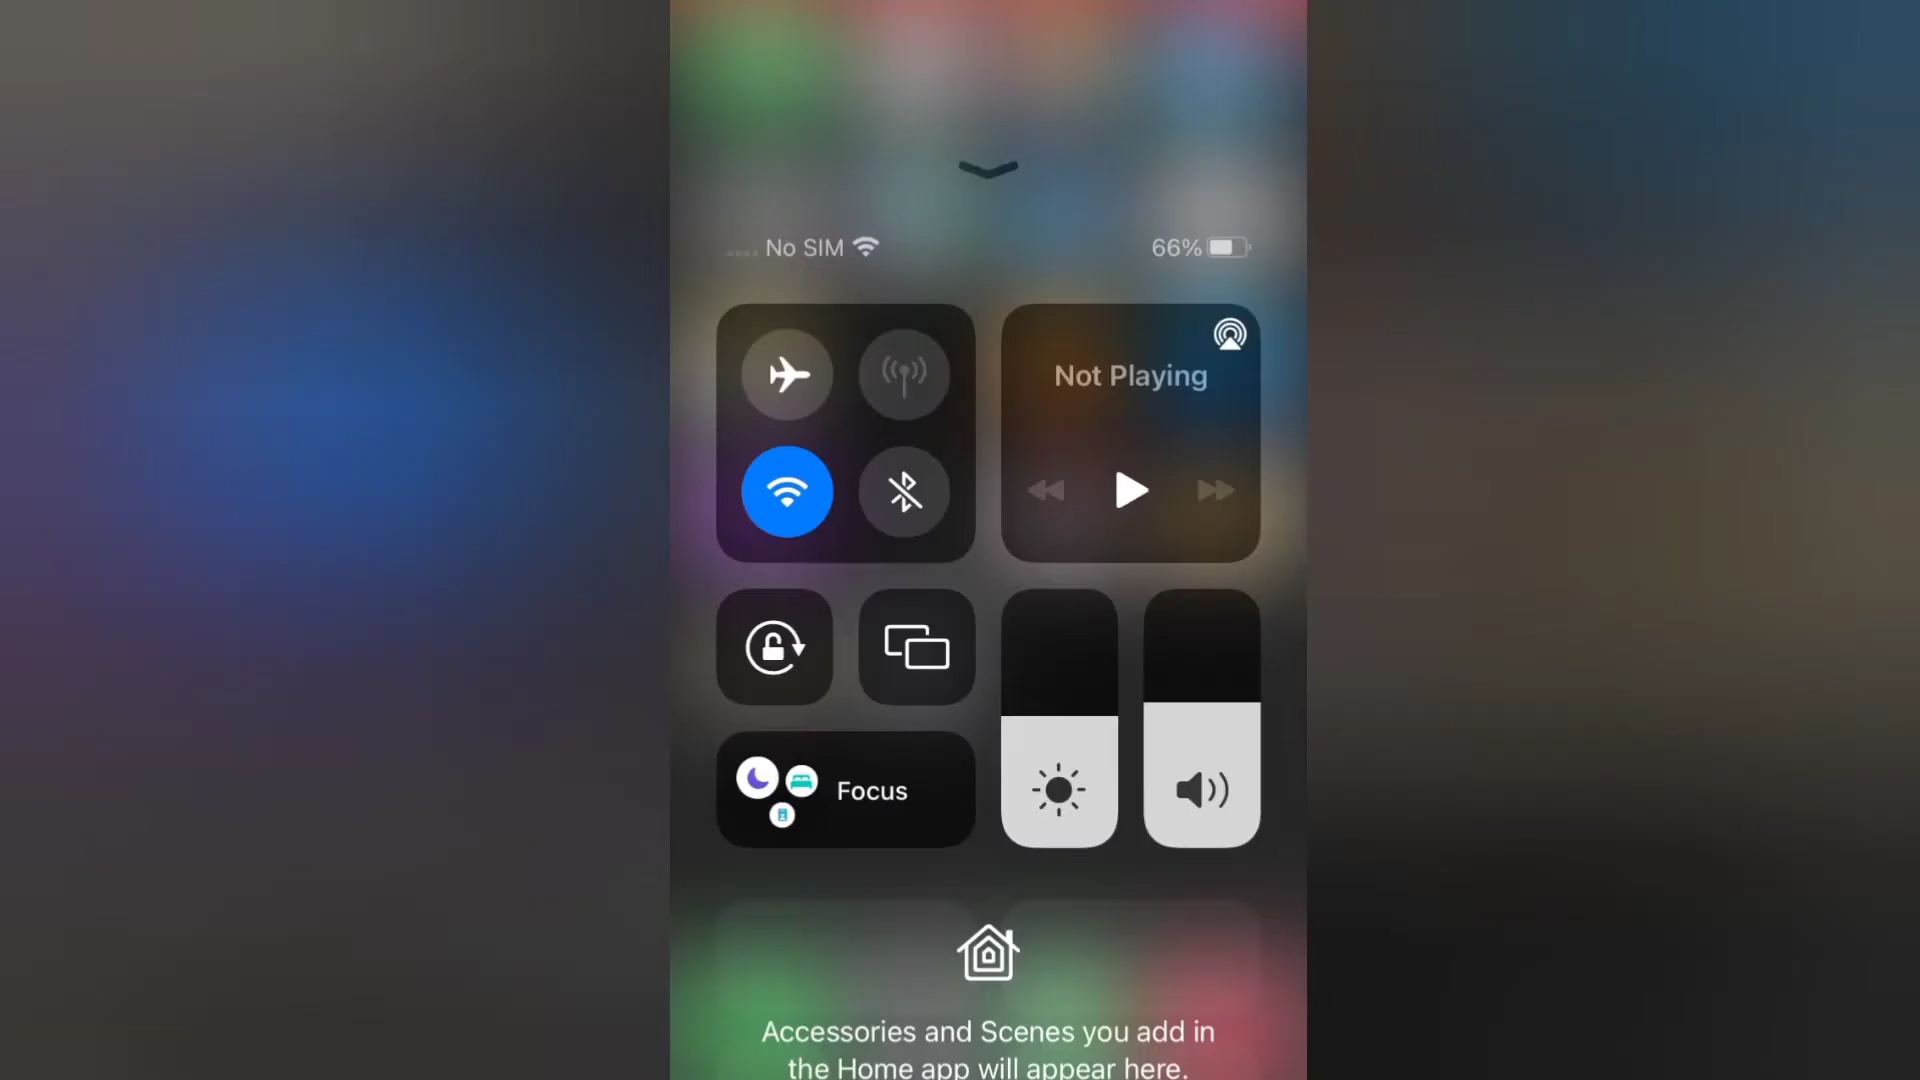 No SIM
66%
Not Playing
Focus
Accessories and Scenes you add in
the Home app will appear here.